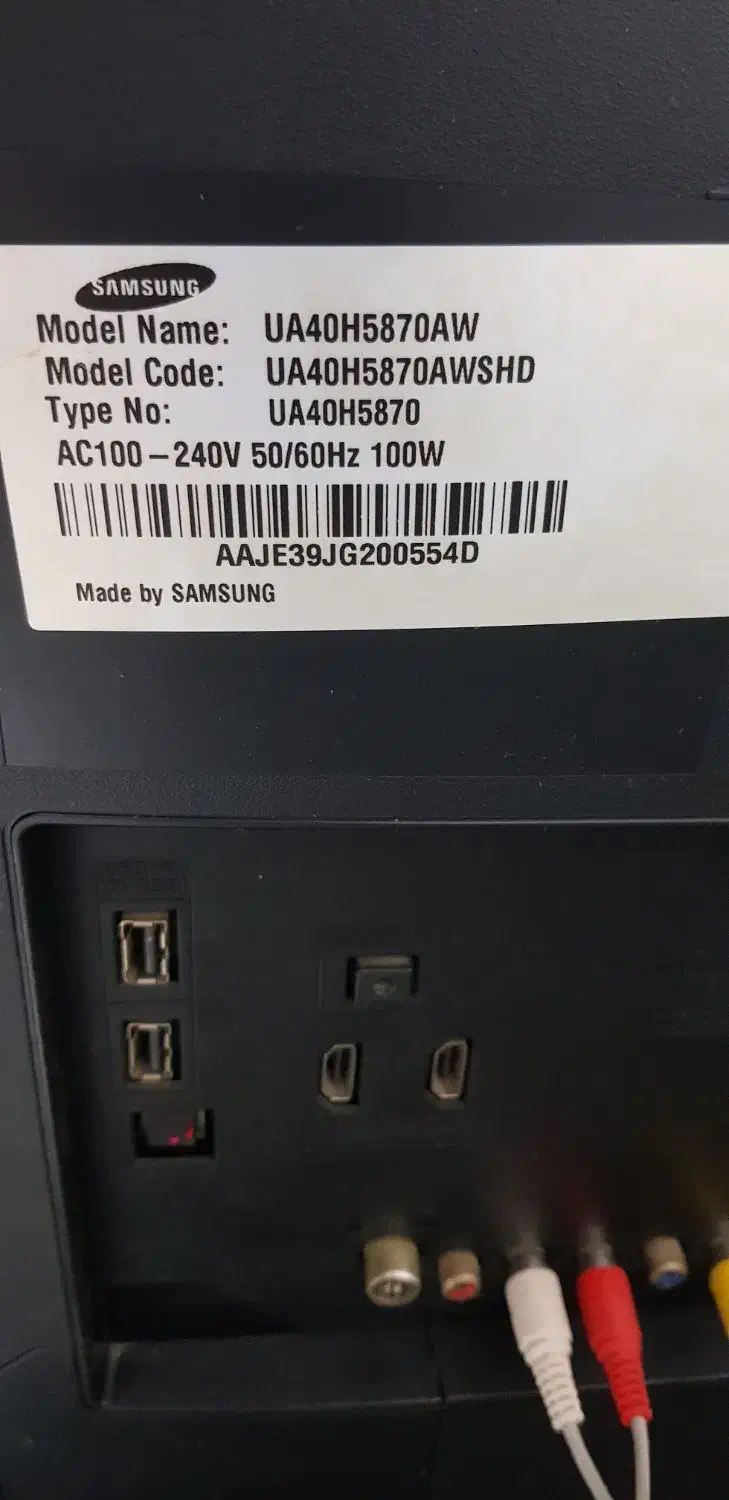 SAMSUNG
Model Name: UA40H5870AW
Model Code: UA40H5870AWSHD
Type No: UA40H5870
AC100-240V 50/60Hz 100W
AAJE39JG200554D
Made by SAMSUNG